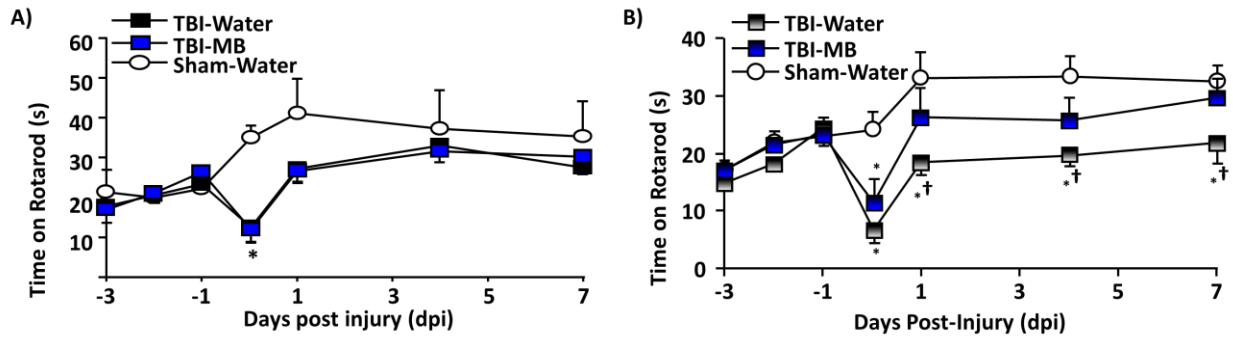 A)
TBI-Water
TBI-MB
Sham-Water
Time on Rotarod (s)
60
50
40
30
20
10
*
-3
-1
1
3
5
7
Days post injury (dpi)
B)
TBI-Water
TBI-MB
Sham-Water
Time on Rotarod (s)
40
30
20
10
0
*
*
*†
*†
*†
-3
-1
1
3
5
7
Days Post-Injury (dpi)